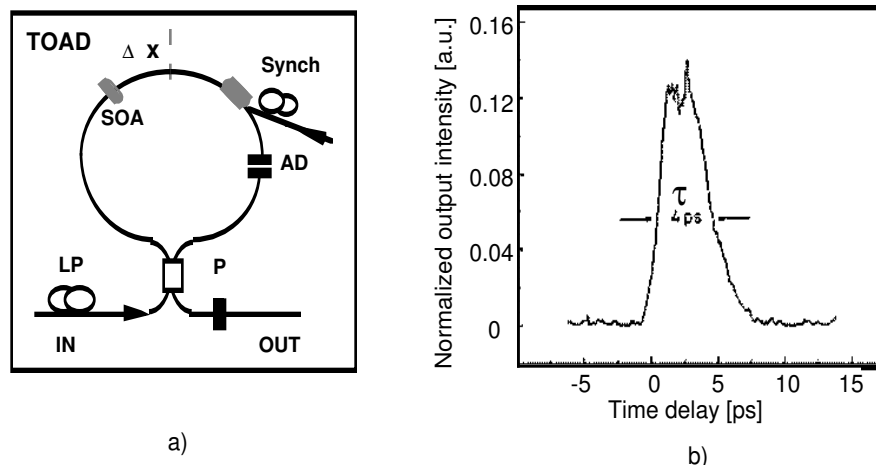 TOAD
Δ x
Synch
SOA
AD
LP
P
IN
OUT
a)
Normalized output intensity [a.u.]
0.16
0.12
0.08
0.04
0
τ
4 ps
-5
0
5
10
15
Time delay [ps]
b)